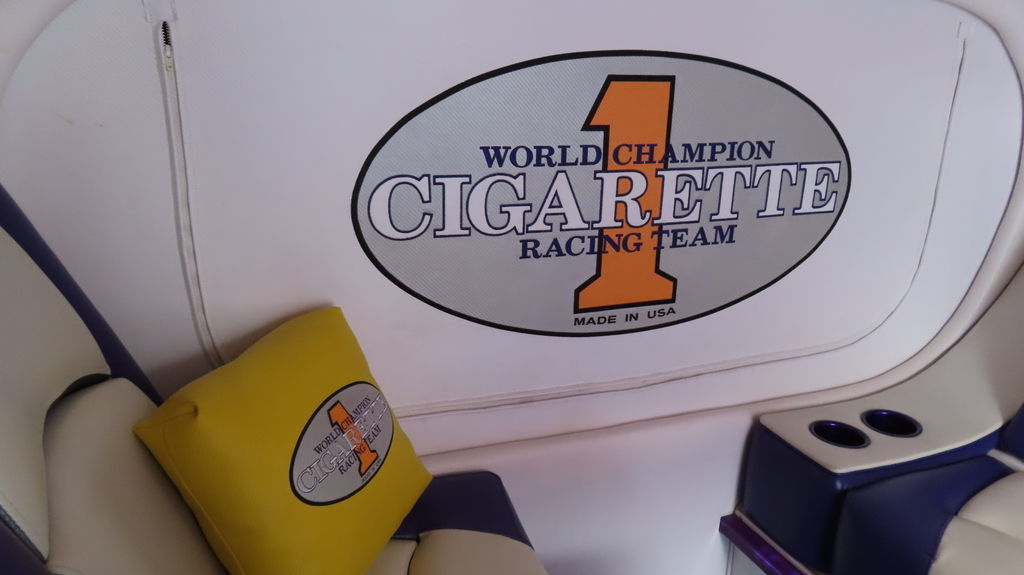 1
WORLD CHAMPION
CIGARETTE
RACING TEAM
MADE IN USA
1
WORLD CHAMPION
CIGARETTE
RACING TEAM